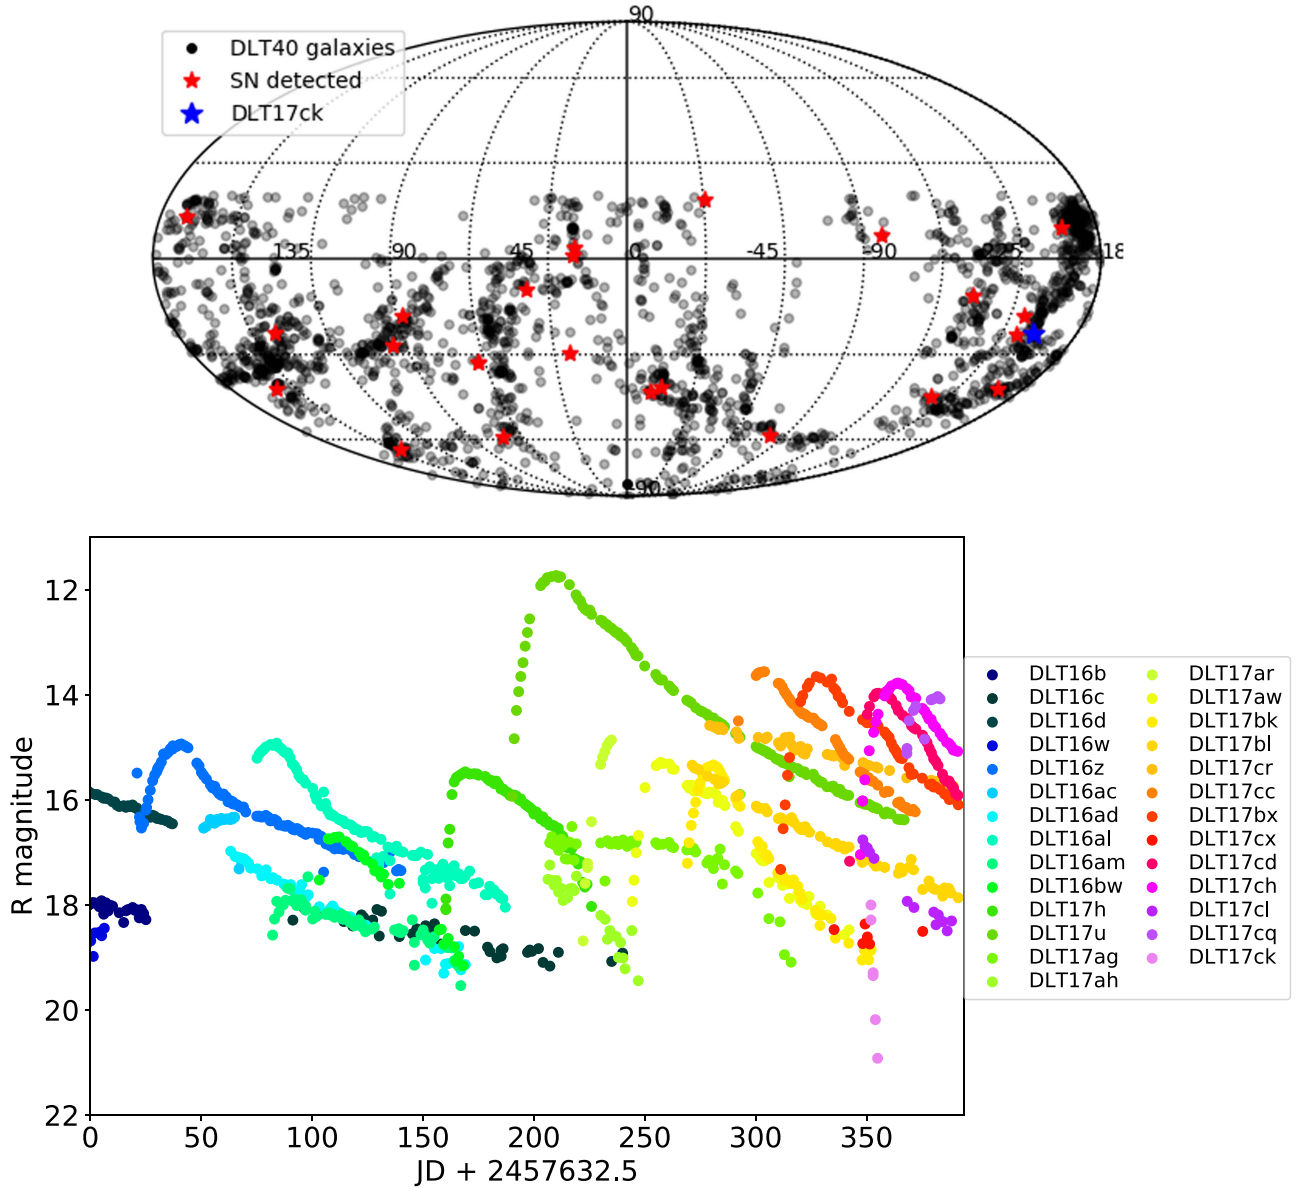 90
DLT40 galaxies
SN detected
DLT17ck
135
90
45
0
-45
-90
-90
R magnitude
12
14
16
18
20
22
0
50
100
150
200
250
300
350
JD + 2457632.5
DLT16b
DLT16c
DLT16d
DLT16w
DLT16z
DLT16ac
DLT16ad
DLT16al
DLT16am
DLT16bw
DLT17h
DLT17u
DLT17ag
DLT17ah
DLT17ar
DLT17aw
DLT17bk
DLT17bl
DLT17cr
DLT17cc
DLT17bx
DLT17cx
DLT17cd
DLT17ch
DLT17cl
DLT17cq
DLT17ck